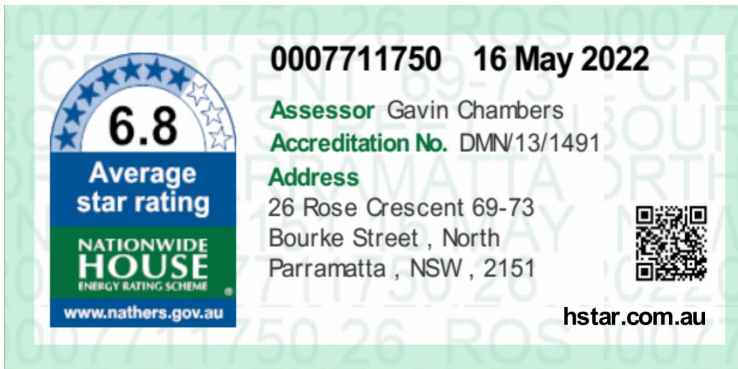 0007711750 16 May 2022
6.8
Average
star rating
NATIONWIDE
HOUSE
ENERGY RATING SCHEME
®
www.nathers.gov.au
Assessor Gavin Chambers
Accreditation No. DMN/13/1491
Address
26 Rose Crescent 69-73
Bourke Street , North
Parramatta , NSW , 2151
hstar.com.au